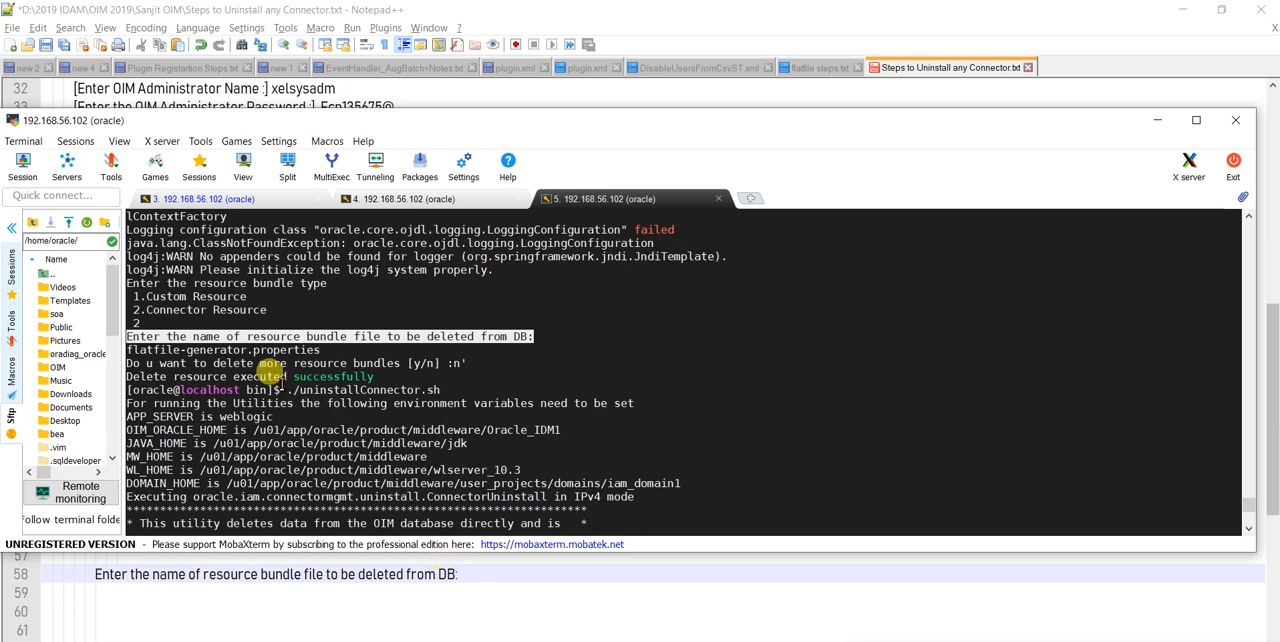 *D:\2019 IDAM\OIM 2019\Sanjit OIM\Steps to Uninstall any Connector.txt - Notepad++
File Edit Search View Encoding Language Settings Tools Macro Run Plugins Window ?
X
new 2 new 4 Plugin Registartion Steps.txt new 1 EventHandler_AugBatch+Notes.txt plugin.xml plugin.xml DisableUsersFromCsvST.xml flatfile steps.txt Steps to Uninstall any Connector.txt
32 [Enter OIM Administrator Name :] xelsysadm
33 [Enter the OIM Administrator Password :]
192.168.56.102 (oracle)
Terminal Sessions View X server Tools Games Settings Macros Help
Session Servers Tools Games Sessions View Split MultiExec Tunneling Packages Settings Help X server Exit
Quick connect... 3. 192.168.56.102 (oracle) 4. 192.168.56.102 (oracle) 5. 192.168.56.102 (oracle)
/home/oracle/
Name
..
Videos
Templates
soa
Public
Pictures
oradiag_oracle
OIM
Music
Downloads
Documents
Desktop
bea
.vim
.sqldeveloper
Sessions
Tools
Macros
Sftp
Remote monitoring
Follow terminal folde
lContextFactory
Logging configuration class "oracle.core.ojdl.logging.LoggingConfiguration" failed
java.lang.ClassNotFoundException: oracle.core.ojdl.logging.LoggingConfiguration
log4j:WARN No appenders could be found for logger (org.springframework.jndi.JndiTemplate).
log4j:WARN Please initialize the log4j system properly.
Enter the resource bundle type
1.Custom Resource
2.Connector Resource
2
Enter the name of resource bundle file to be deleted from DB:
flatfile-generator.properties
Do u want to delete more resource bundles [y/n] :n'
Delete resource executed successfully
[oracle@localhost bin]$ ./uninstallConnector.sh
For running the Utilities the following environment variables need to be set
APP_SERVER is weblogic
OIM_ORACLE_HOME is /u01/app/oracle/product/middleware/Oracle_IDM1
JAVA_HOME is /u01/app/oracle/product/middleware/jdk
MW_HOME is /u01/app/oracle/product/middleware
WL_HOME is /u01/app/oracle/product/middleware/wlserver_10.3
DOMAIN_HOME is /u01/app/oracle/product/middleware/user_projects/domains/iam_domain1
Executing oracle.iam.connectormgmt.uninstall.ConnectorUninstall in IPv4 mode
*******************************************************
* This utility deletes data from the OIM database directly and is *
UNREGISTERED VERSION - Please support MobaXterm by subscribing to the professional edition here: https://mobaxterm.mobatek.net
57
58 Enter the name of resource bundle file to be deleted from DB:
59
60
61